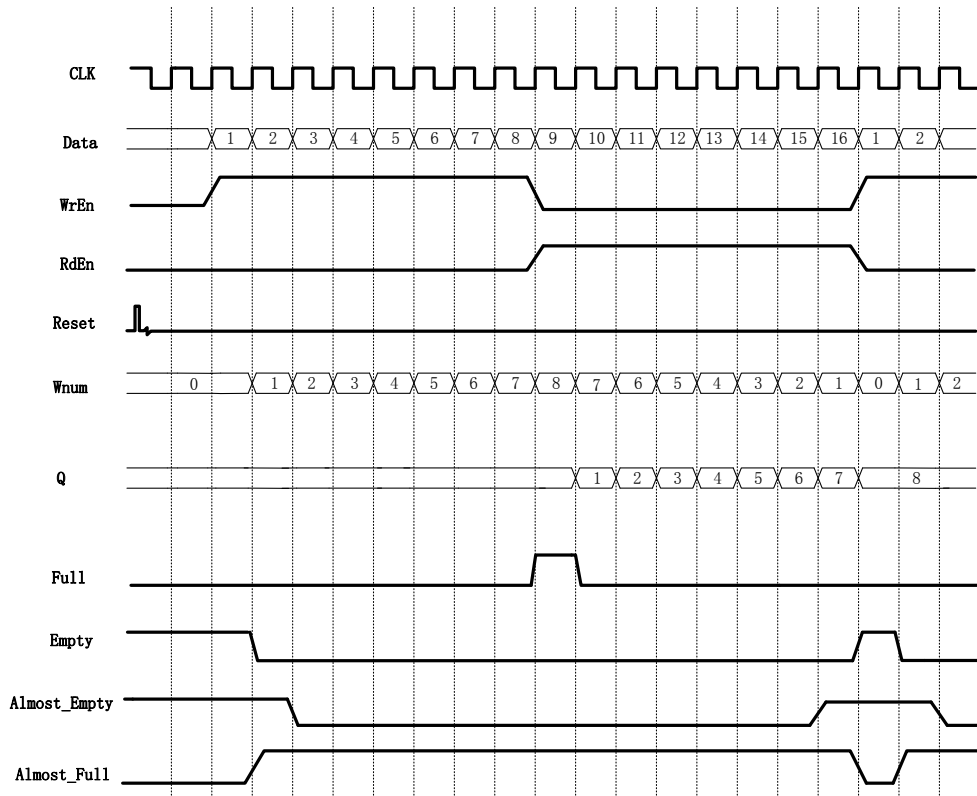 CLK
Data 1 2 3 4 5 6 7 8 9 10 11 12 13 14 15 16 1 2
WrEn
RdEn
Reset
Wnum 0 1 2 3 4 5 6 7 8 7 6 5 4 3 2 1 0 1 2
Q 1 2 3 4 5 6 7 8
Full
Empty
Almost_Empty
Almost_Full